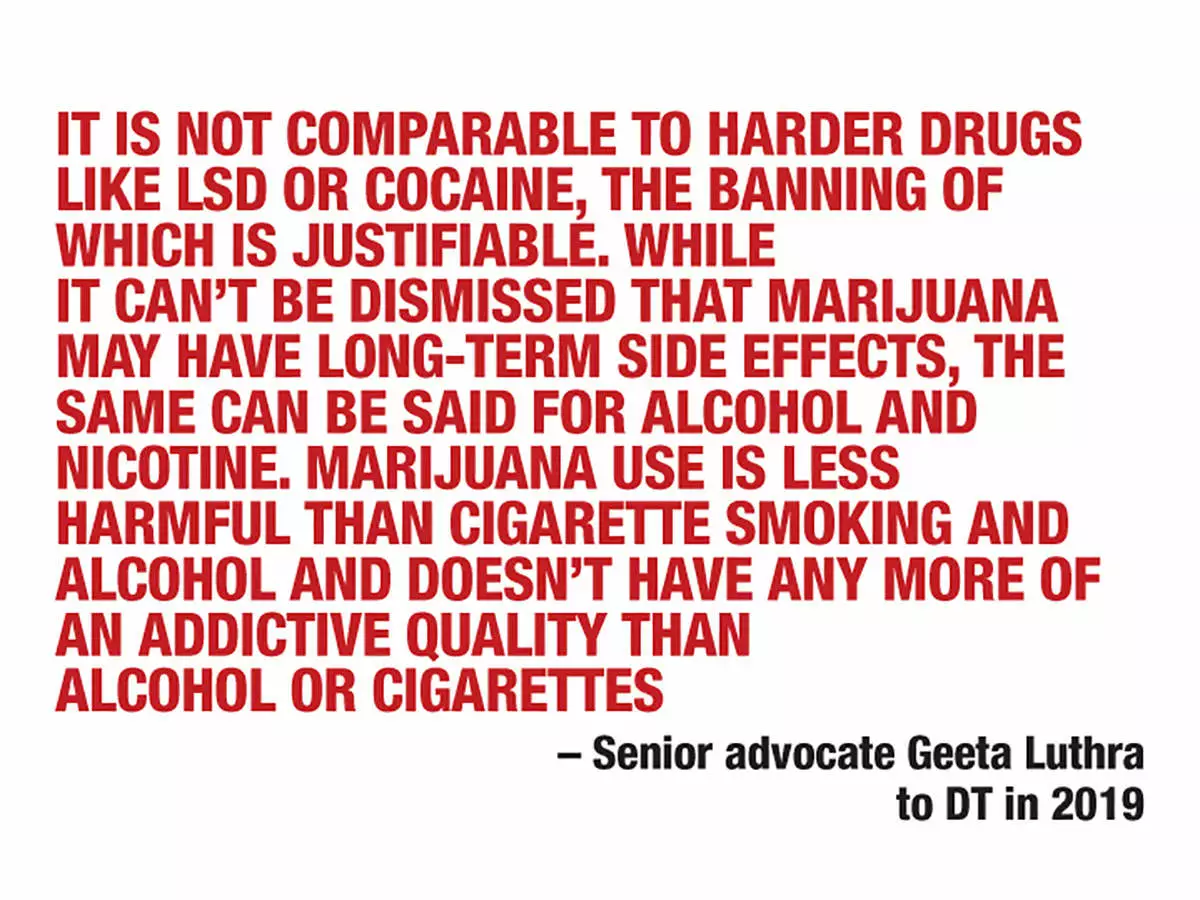 IT IS NOT COMPARABLE TO HARDER DRUGS
LIKE LSD OR COCAINE, THE BANNING OF
WHICH IS JUSTIFIABLE. WHILE
IT CAN’T BE DISMISSED THAT MARIJUANA
MAY HAVE LONG-TERM SIDE EFFECTS, THE
SAME CAN BE SAID FOR ALCOHOL AND
NICOTINE. MARIJUANA USE IS LESS
HARMFUL THAN CIGARETTE SMOKING AND
ALCOHOL AND DOESN’T HAVE ANY MORE OF
AN ADDICTIVE QUALITY THAN
ALCOHOL OR CIGARETTES
– Senior advocate Geeta Luthra
to DT in 2019